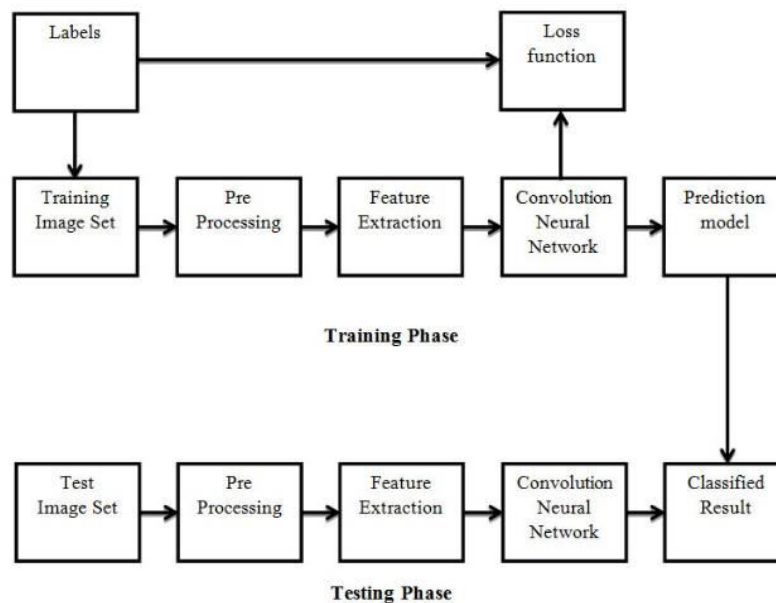 Labels
Loss
function
Training
Image Set
Pre
Processing
Feature
Extraction
Convolution
Neural
Network
Prediction
model
Training Phase
Test
Image Set
Pre
Processing
Feature
Extraction
Convolution
Neural
Network
Classified
Result
Testing Phase